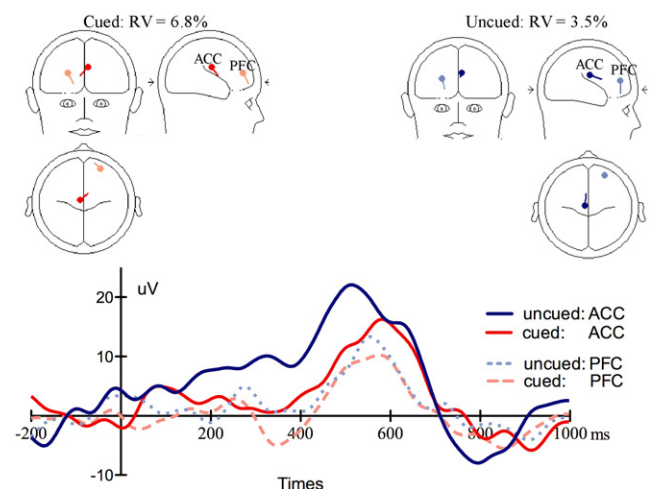 Cued: RV = 6.8%
Uncued: RV = 3.5%
ACC
PFC
ACC
PFC
uV
20
10
-10
-200
200
400
600
800
1000 ms
Times
uncued: ACC
cued: ACC
uncued: PFC
cued: PFC